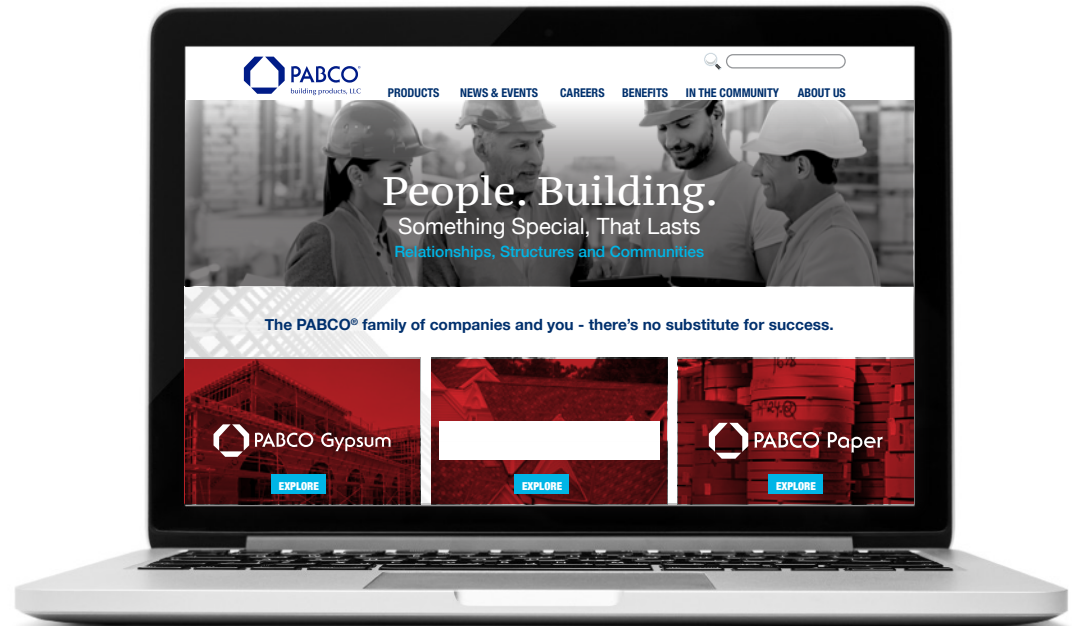 PABCO®
building products, LLC
PRODUCTS NEWS & EVENTS CAREERS BENEFITS IN THE COMMUNITY ABOUT US
People. Building.
Something Special, That Lasts
Relationships, Structures and Communities
The PABCO® family of companies and you - there's no substitute for success.
PABCO Gypsum
PABCO Paper
EXPLORE
EXPLORE
EXPLORE